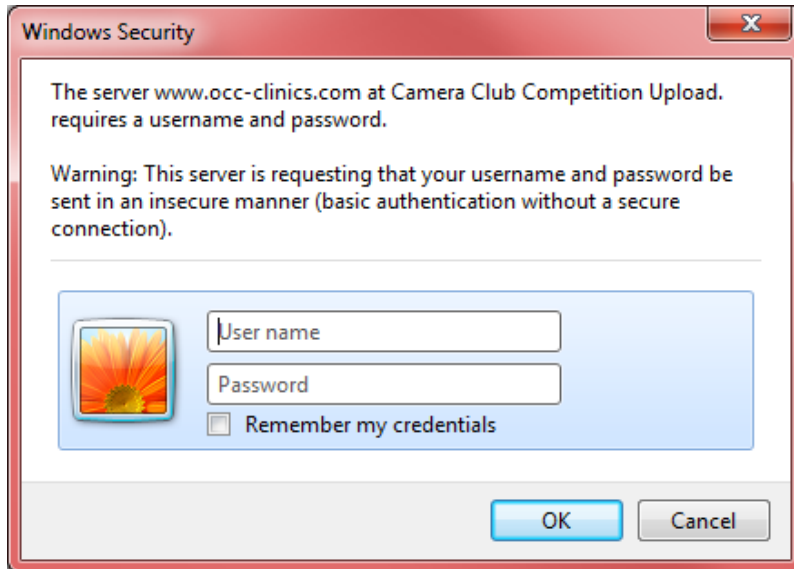 Windows Security
The server www.occ-clinics.com at Camera Club Competition Upload.
requires a username and password.
Warning: This server is requesting that your username and password be
sent in an insecure manner (basic authentication without a secure
connection).
User name
Password
Remember my credentials
OK
Cancel